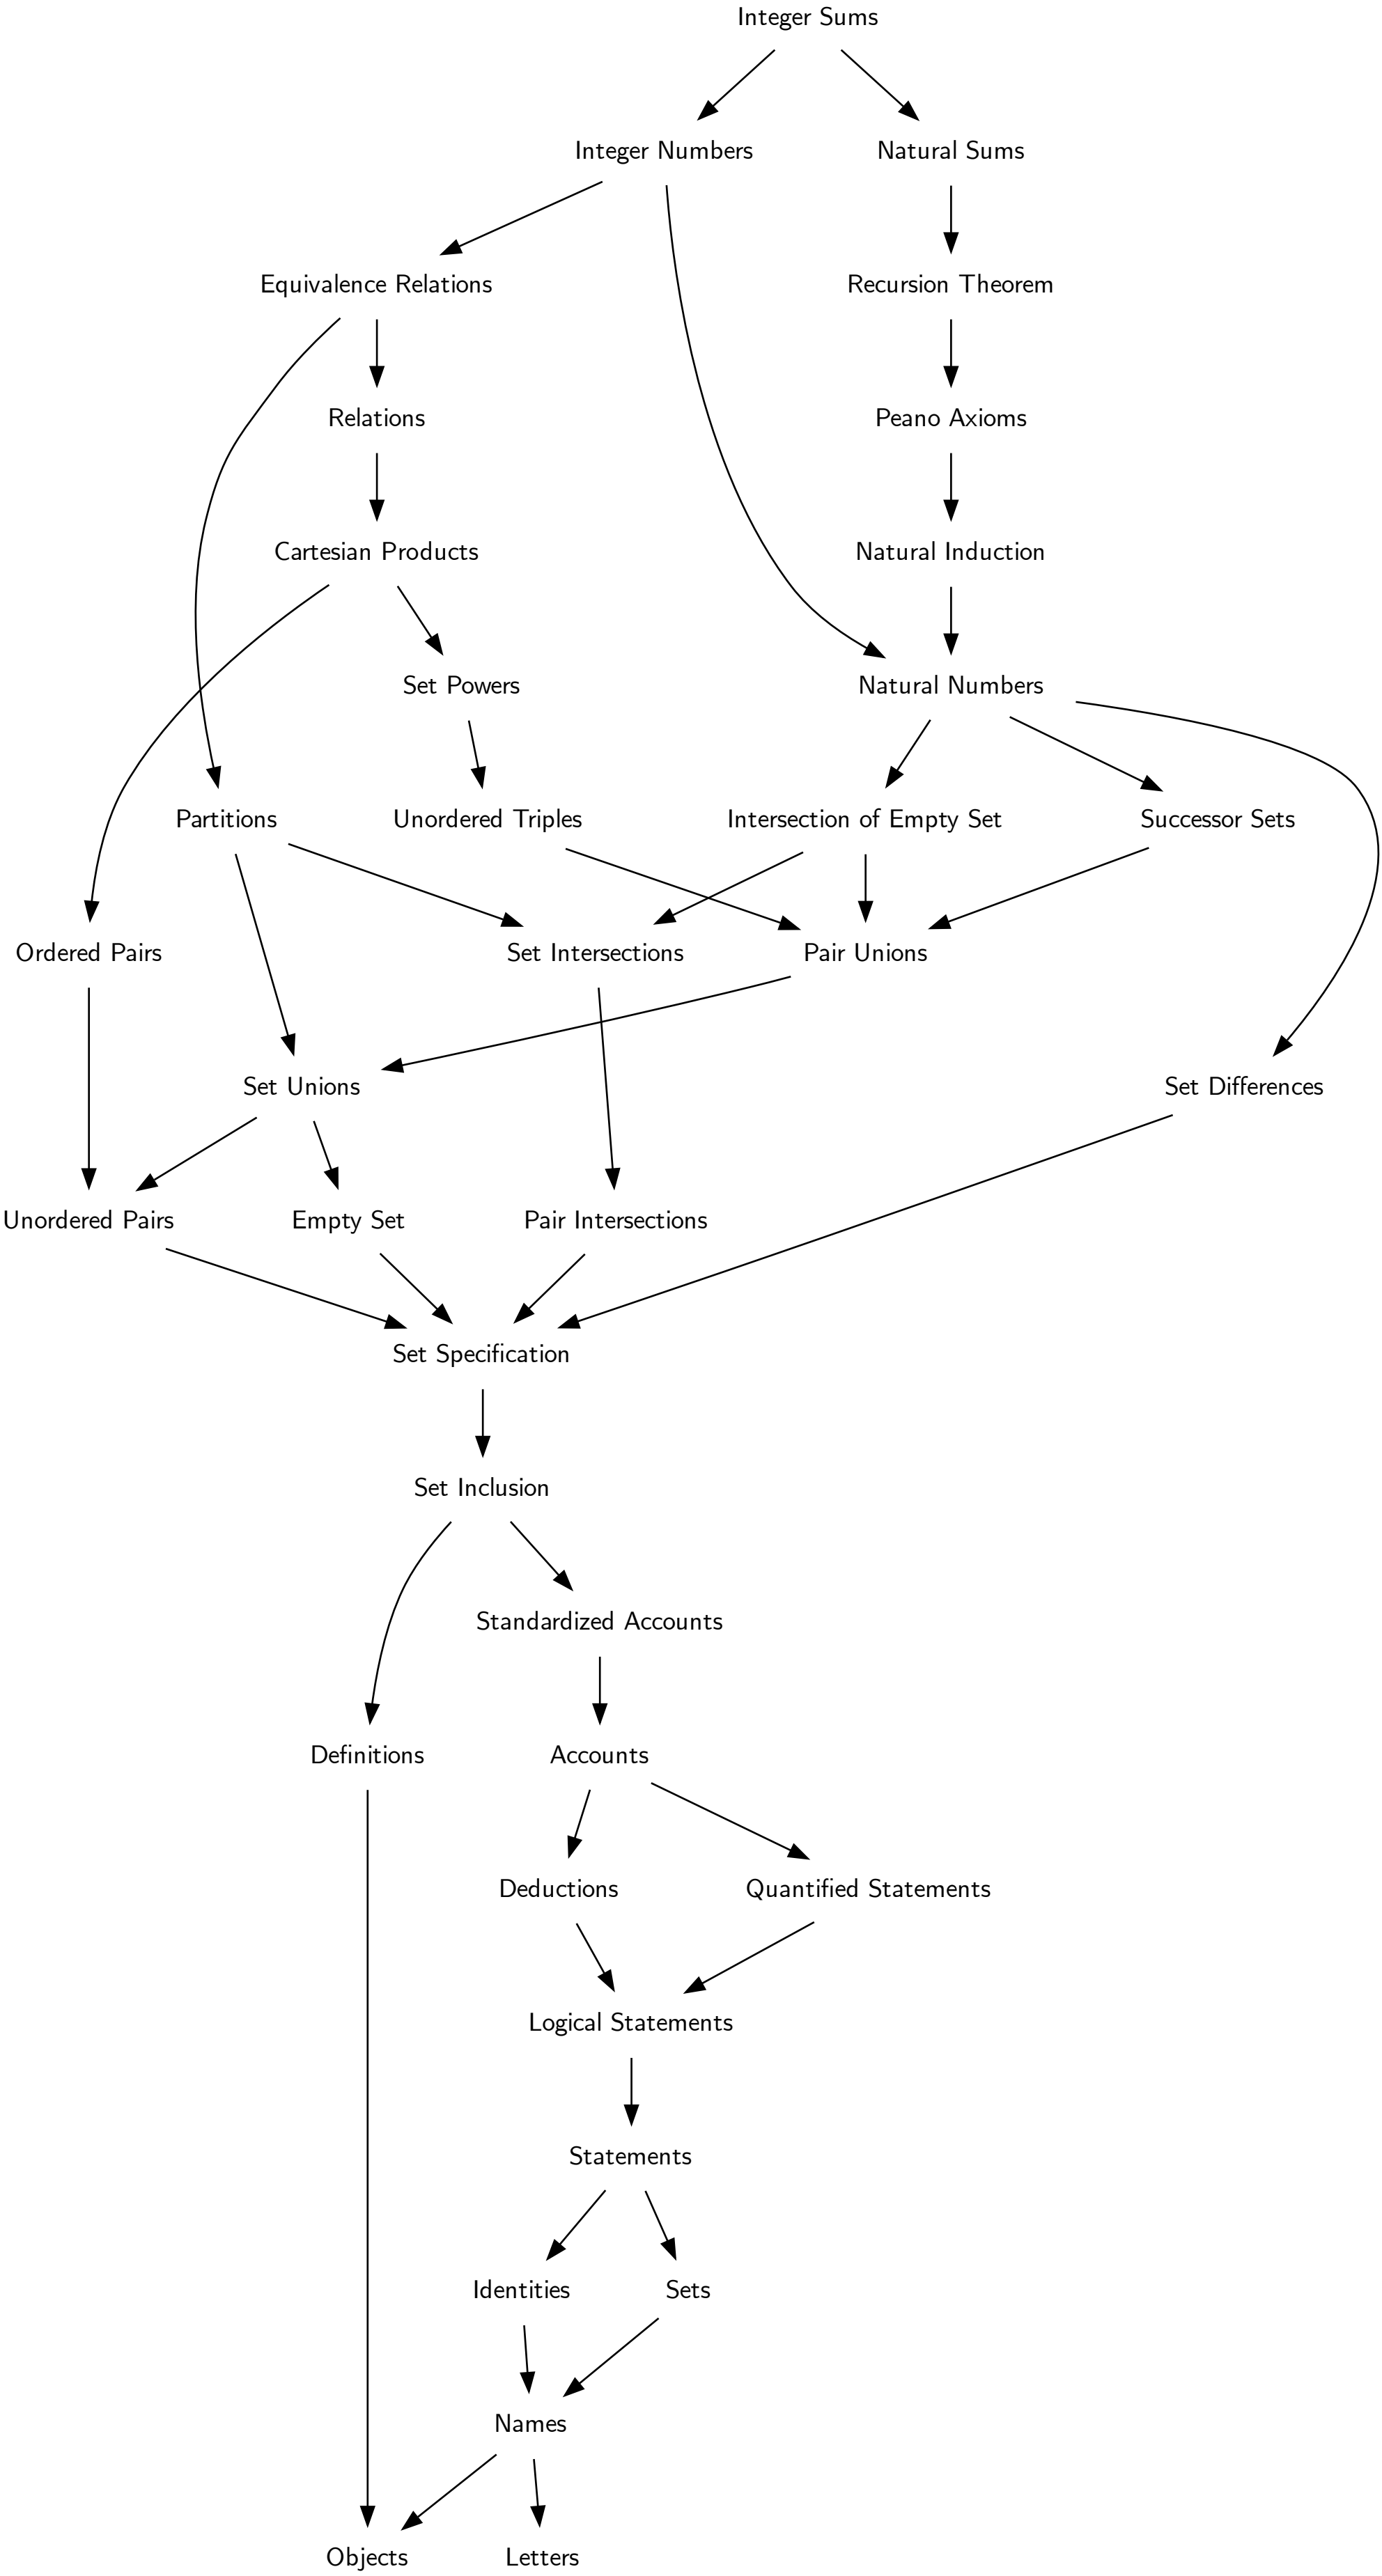 Integer Sums
Integer Numbers
Natural Sums
Equivalence Relations
Recursion Theorem
Relations
Peano Axioms
Cartesian Products
Natural Induction
Set Powers
Natural Numbers
Partitions
Unordered Triples
Intersection of Empty Set
Successor Sets
Ordered Pairs
Set Intersections
Pair Unions
Set Unions
Set Differences
Unordered Pairs
Empty Set
Pair Intersections
Set Specification
Set Inclusion
Standardized Accounts
Definitions
Accounts
Deductions
Quantified Statements
Logical Statements
Statements
Identities
Sets
Names
Objects
Letters